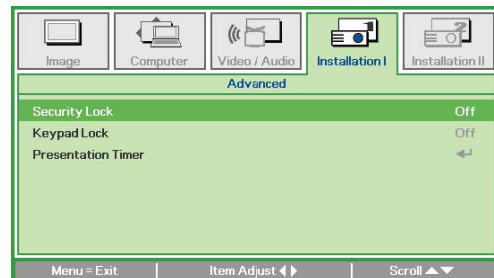 Image Computer Video / Audio Installation I Installation II
Advanced
Security Lock Off
Keypad Lock Off
Presentation Timer
Menu = Exit Item Adjust Scroll